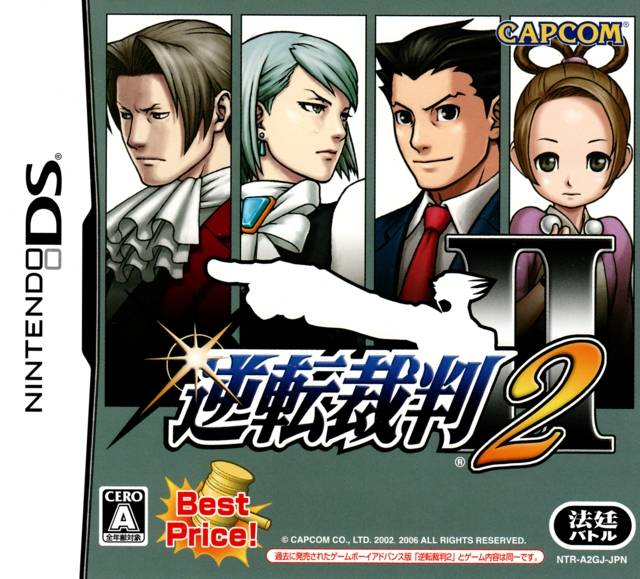 CAPCOM®
NINTENDO DS®
II
逆転裁判2
®
CERO
A
全年齢対象
Best
Price!
© CAPCOM CO., LTD. 2002, 2006 ALL RIGHTS RESERVED.
過去に発売されたゲームボーイアドバンス版「逆転裁判2」とゲーム内容は同一です。
法廷
バトル
NTR-A2GJ-JPN